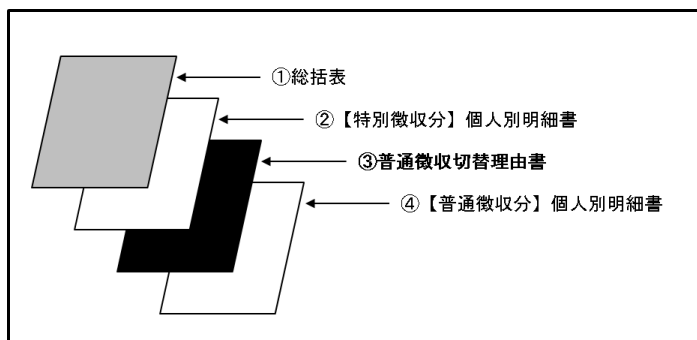 ①総括表
②【特別徴収分】個人別明細書
③普通徴収切替理由書
④【普通徴収分】個人別明細書